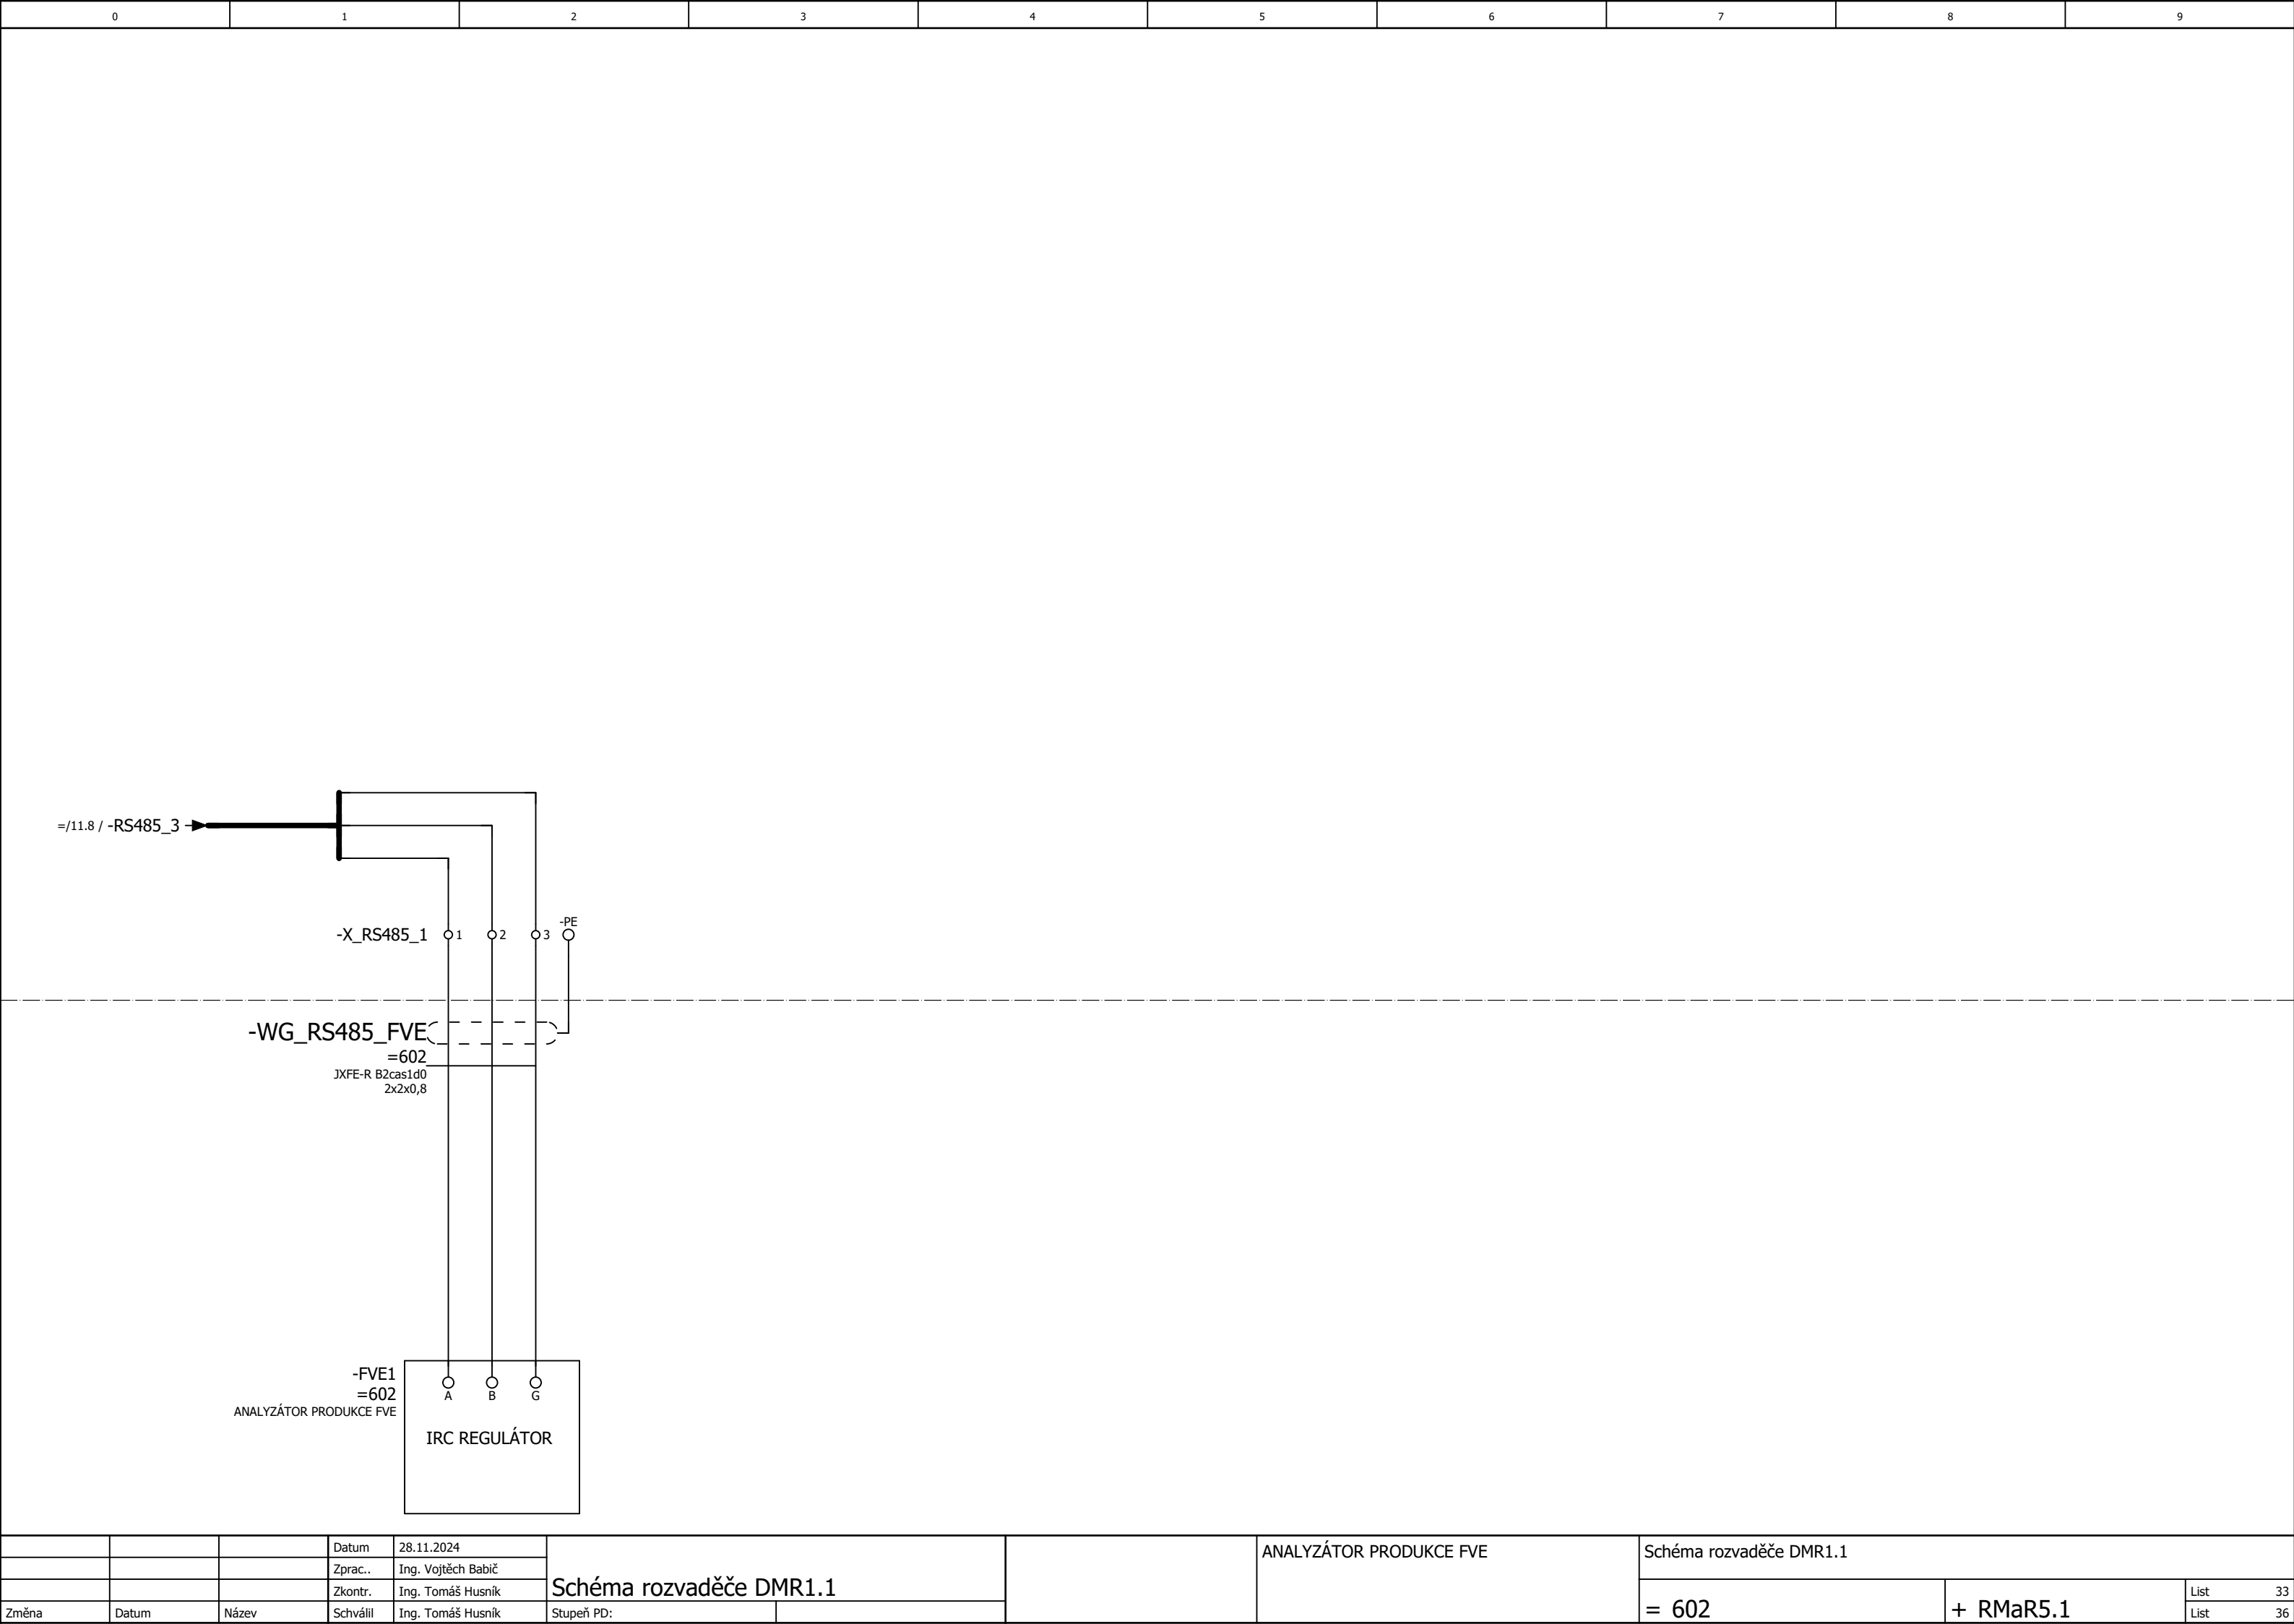 0 1 2 3 4 5 6 7 8 9
=/11.8 / -RS485_3
-PE
-X_RS485_1 1 2 3
-WG_RS485_FVE
=602
JXFE-R B2cas1d0
2x2x0,8
-FVE1
=602
ANALYZÁTOR PRODUKCE FVE
A B G
IRC REGULÁTOR
Datum 28.11.2024
Zprac.. Ing. Vojtěch Babič
Zkontr. Ing. Tomáš Husník
Změna Datum Název Schválil Ing. Tomáš Husník
Schéma rozvaděče DMR1.1
Stupeň PD:
ANALYZÁTOR PRODUKCE FVE
Schéma rozvaděče DMR1.1
= 602
+ RMaR5.1
List 33
List 36